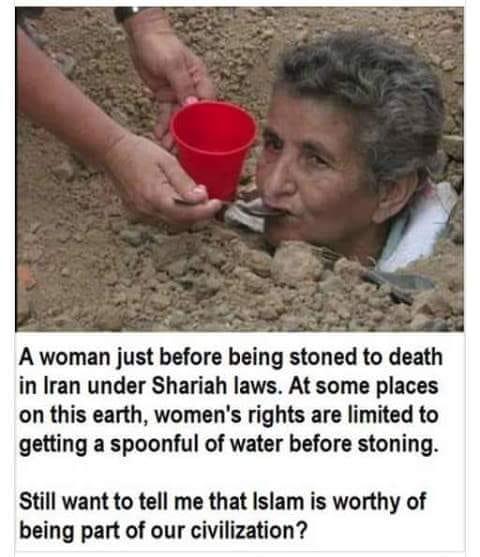 A woman just before being stoned to death
in Iran under Shariah laws. At some places
on this earth, women's rights are limited to
getting a spoonful of water before stoning.
Still want to tell me that Islam is worthy of
being part of our civilization?